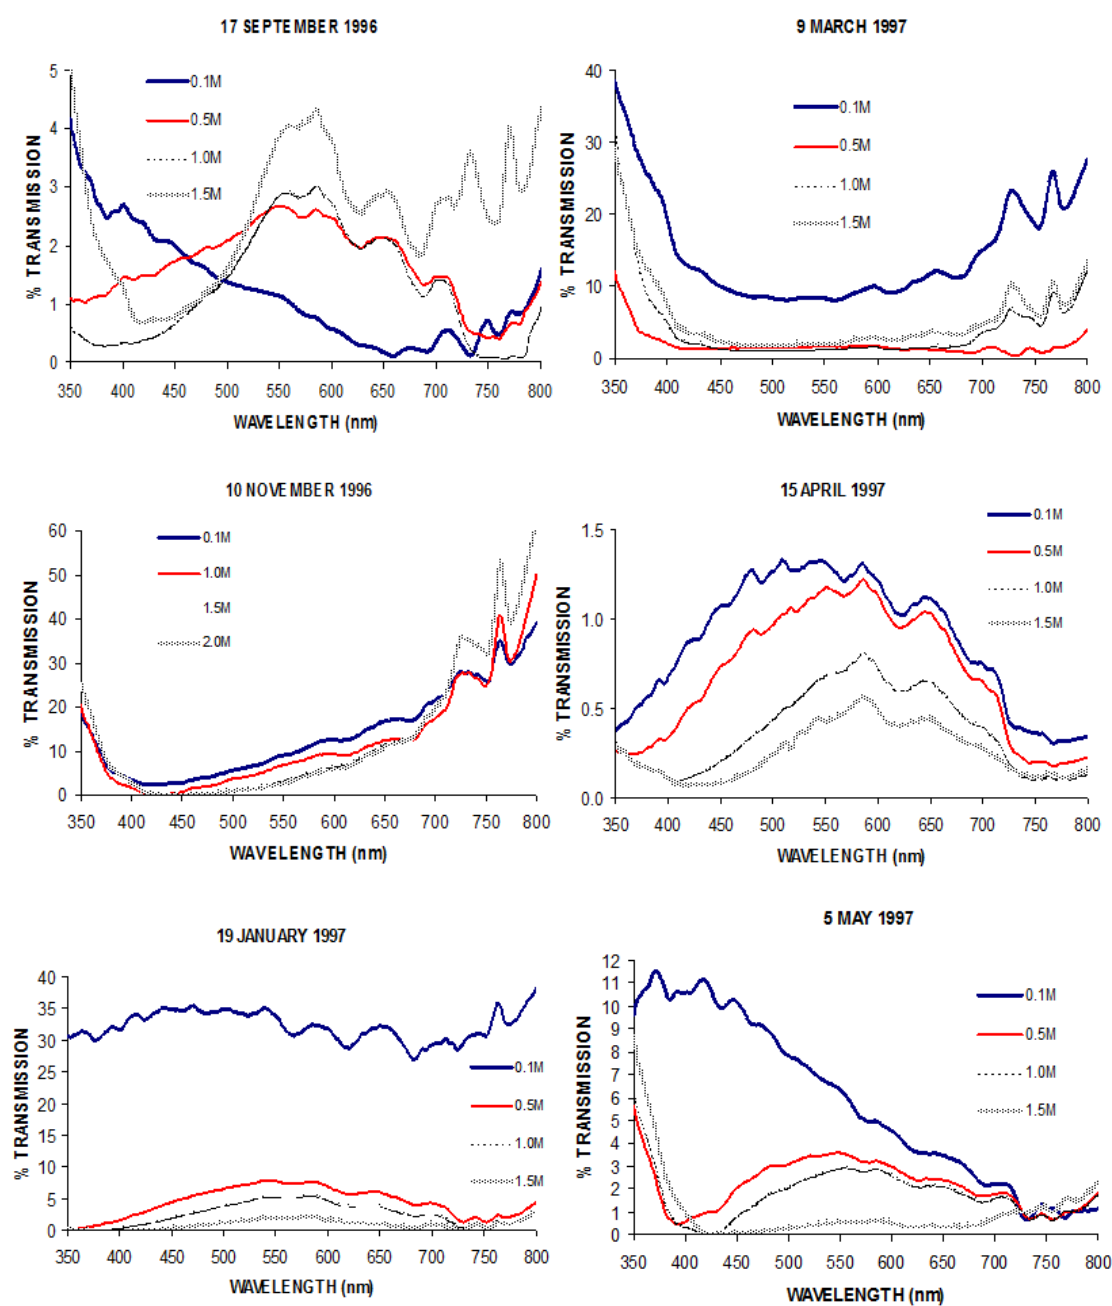 17 SEPTEMBER 1996
5
4
3
2
1
0
% TRANSMISSION
0.1M
0.5M
1.0M
1.5M
350 400 450 500 550 600 650 700 750 800
WAVELENGTH (nm)
9 MARCH 1997
40
30
20
10
0
% TRANSMISSION
0.1M
0.5M
1.0M
1.5M
350 400 450 500 550 600 650 700 750 800
WAVELENGTH (nm)
10 NOVEMBER 1996
60
50
40
30
20
10
0
% TRANSMISSION
0.1M
1.0M
1.5M
2.0M
350 400 450 500 550 600 650 700 750 800
WAVELENGTH (nm)
15 APRIL 1997
1.5
1.0
0.5
0.0
% TRANSMISSION
0.1M
0.5M
1.0M
1.5M
350 400 450 500 550 600 650 700 750 800
WAVELENGTH (nm)
19 JANUARY 1997
40
35
30
25
20
15
10
5
0
% TRANSMISSION
0.1M
0.5M
1.0M
1.5M
350 400 450 500 550 600 650 700 750 800
WAVELENGTH (nm)
5 MAY 1997
12
11
10
9
8
7
6
5
4
3
2
1
0
% TRANSMISSION
0.1M
0.5M
1.0M
1.5M
350 400 450 500 550 600 650 700 750 800
WAVELENGTH (nm)